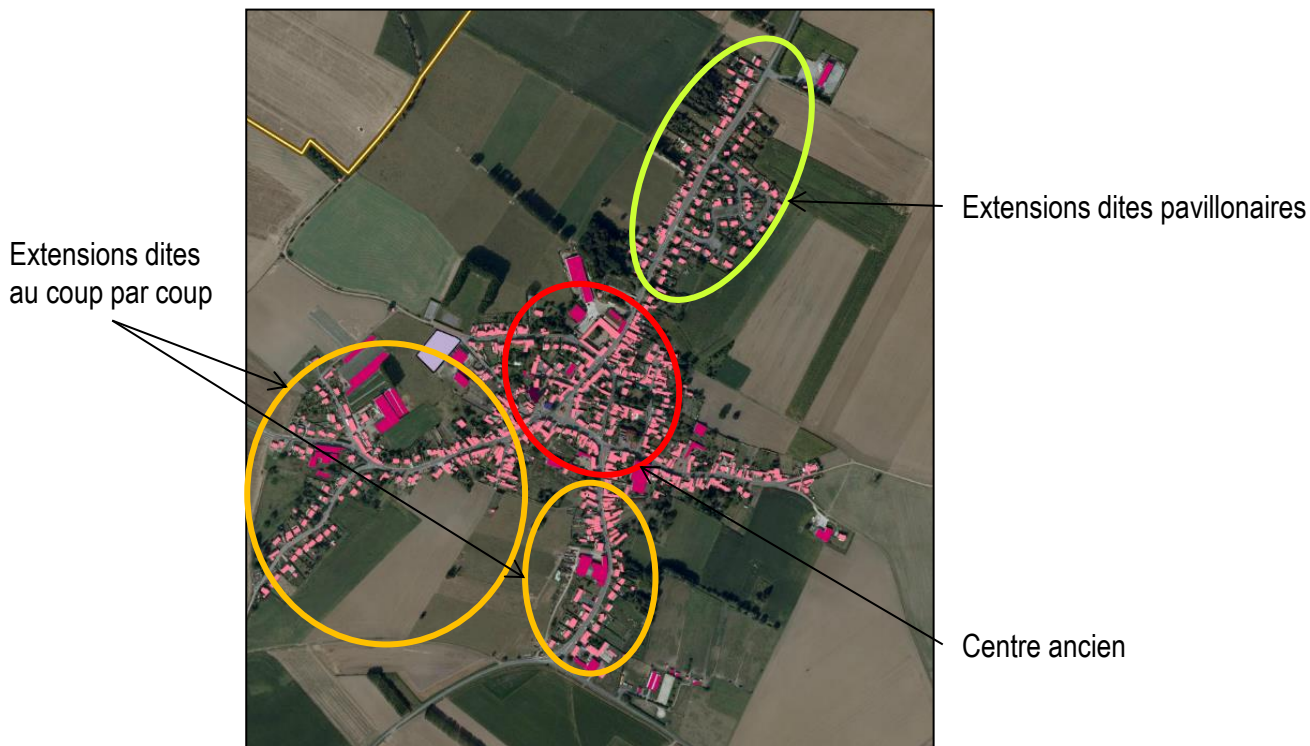 Extensions dites pavillonaires
Extensions dites
au coup par coup
Centre ancien